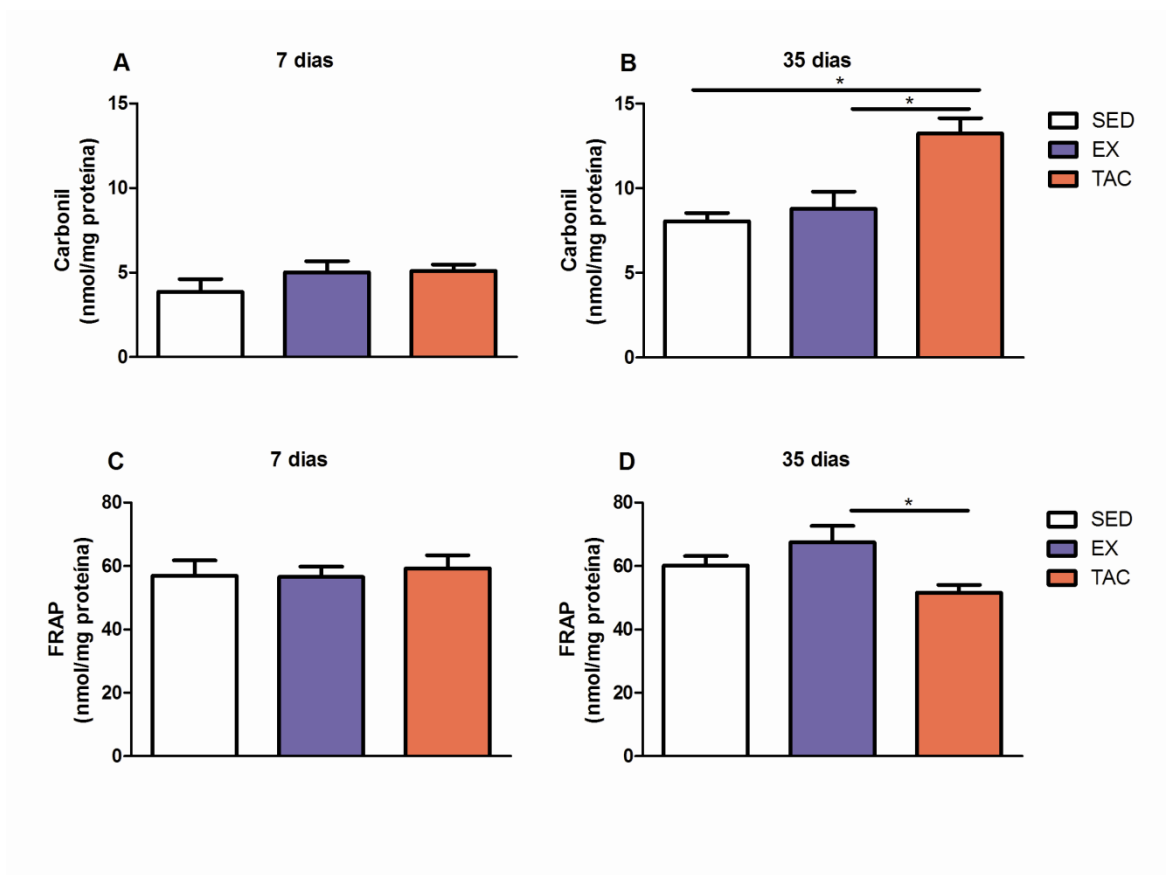 A
7 dias
Carbonil
(nmol/mg proteína)
15
10
5
0
B
35 dias
*
*
Carbonil
(nmol/mg proteína)
15
10
5
0
SED
EX
TAC
C
7 dias
FRAP
(nmol/mg proteína)
80
60
40
20
0
D
35 dias
*
FRAP
(nmol/mg proteína)
80
60
40
20
0
SED
EX
TAC